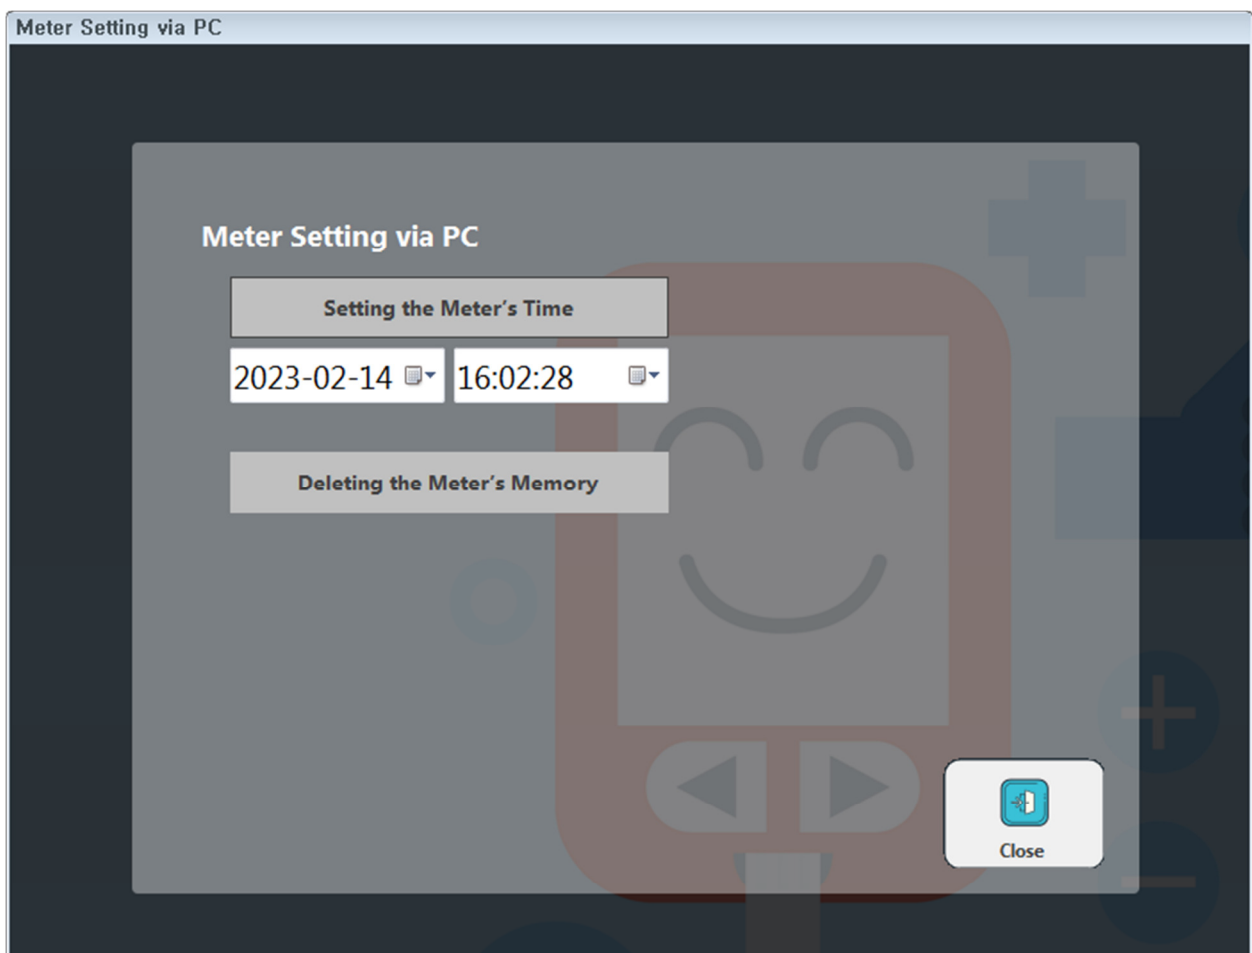 Meter Setting via PC
Meter Setting via PC
Setting the Meter's Time
2023-02-14 16:02:28
Deleting the Meter's Memory
Close